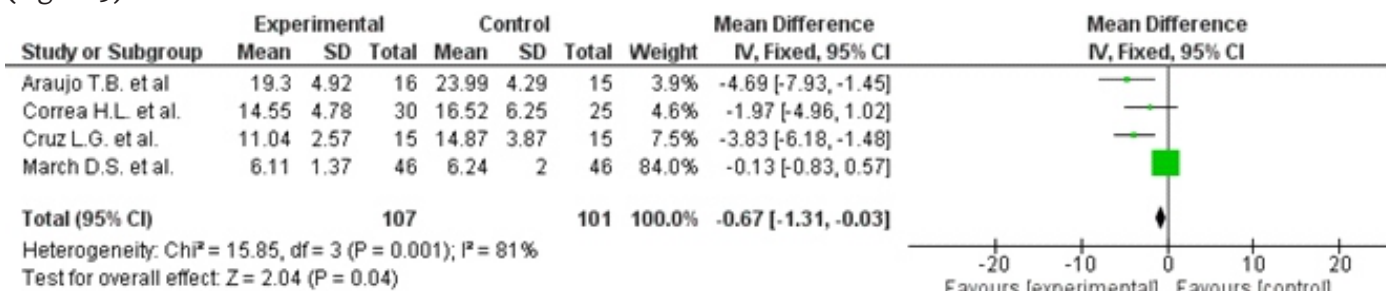 Experimental Control Mean Difference Mean Difference
Study or Subgroup Mean SD Total Mean SD Total Weight IV, Fixed, 95% CI IV, Fixed, 95% CI
Araujo T.B. et al 19.3 4.92 16 23.99 4.29 15 3.9% -4.69 [-7.93, -1.45]
Correa H.L. et al. 14.55 4.78 30 16.52 6.25 25 4.6% -1.97 [-4.96, 1.02]
Cruz L.G. et al. 11.04 2.57 15 14.87 3.87 15 7.5% -3.83 [-6.18, -1.48]
March D.S. et al. 6.11 1.37 46 6.24 2 46 84.0% -0.13 [-0.83, 0.57]
Total (95% CI) 107 101 100.0% -0.67 [-1.31, -0.03]
Heterogeneity: Chi² = 15.85, df = 3 (P = 0.001); I² = 81%
Test for overall effect: Z = 2.04 (P = 0.04)
-20 -10 0 10 20
Favours [experimental] Favours [control]